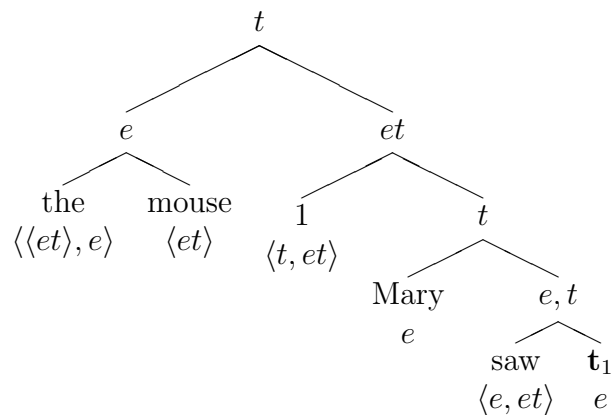 t
e et
the mouse 1 t
⟨⟨et⟩, e⟩ ⟨et⟩ ⟨t, et⟩
Mary e, t
e
saw t₁
⟨e, et⟩ e